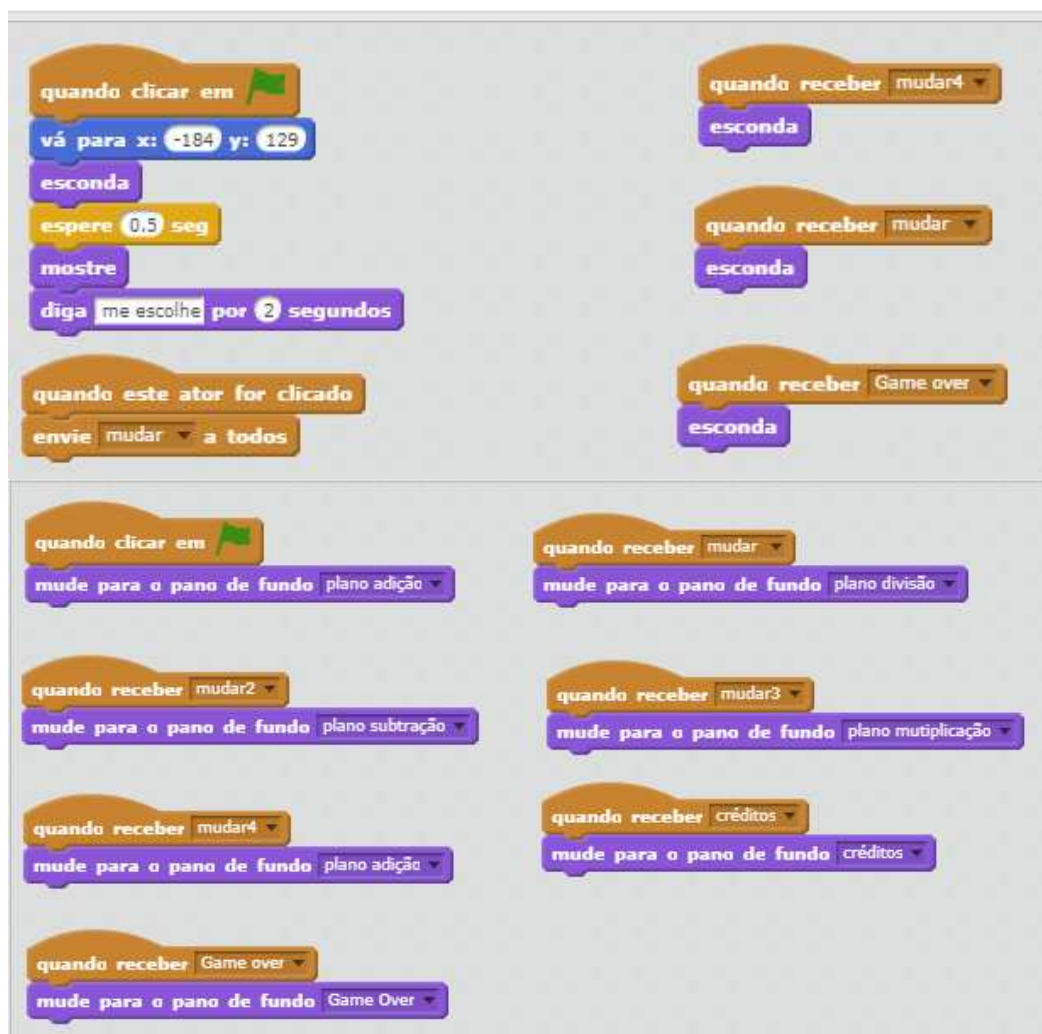 quando clicar em
vá para x: -184 y: 129
esconda
espere 0.5 seg
mostre
diga me escolhe por 2 segundos
quando este ator for clicado
envie mudar a todos
quando receber mudar4
esconda
quando receber mudar
esconda
quando receber Game over
esconda
quando clicar em
mude para o pano de fundo plano adição
quando receber mudar
mude para o pano de fundo plano divisão
quando receber mudar2
mude para o pano de fundo plano subtração
quando receber mudar3
mude para o pano de fundo plano mutiplicação
quando receber mudar4
mude para o pano de fundo plano adição
quando receber créditos
mude para o pano de fundo créditos
quando receber Game over
mude para o pano de fundo Game Over